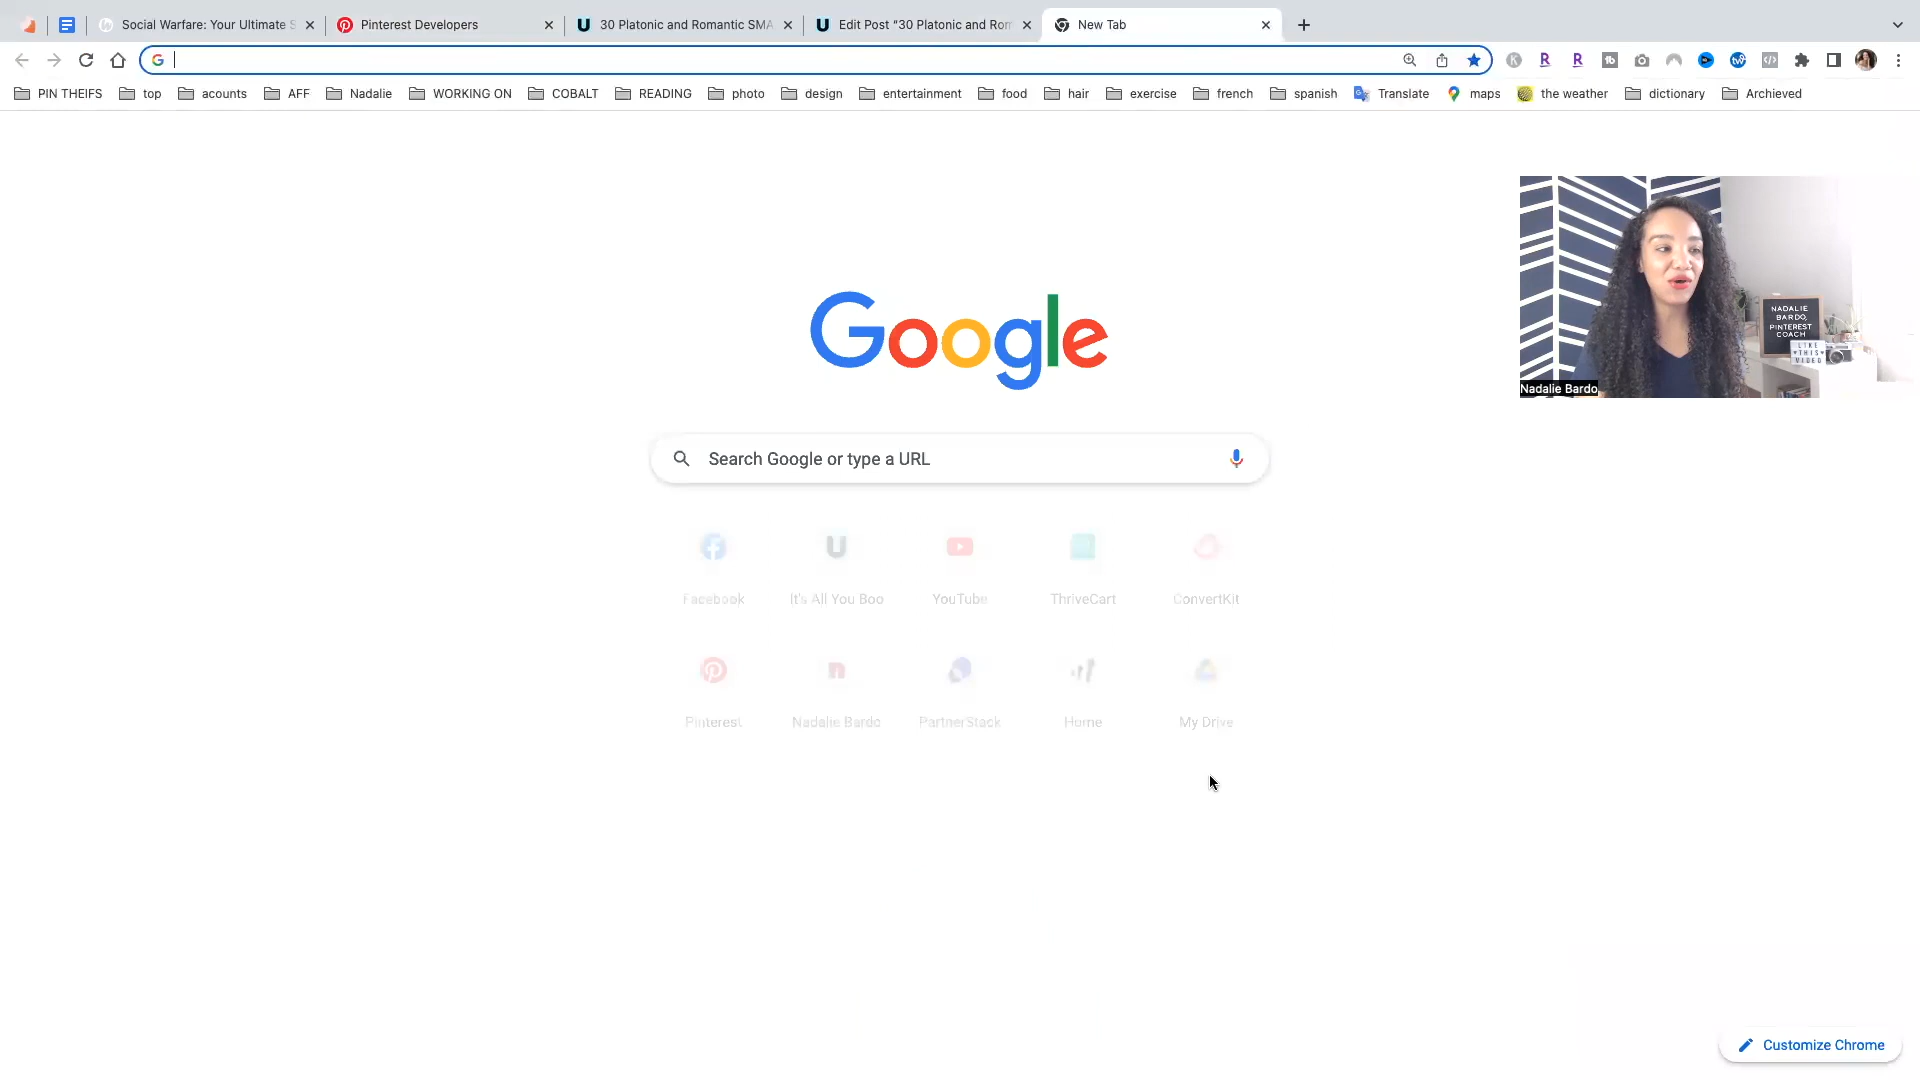 Social Warfare: Your Ultimate S
Pinterest Developers
30 Platonic and Romantic SMA
Edit Post "30 Platonic and Rom
New Tab
PIN THEIFS
top
acounts
AFF
Nadalie
WORKING ON
COBALT
READING
photo
design
entertainment
food
hair
exercise
french
spanish
Translate
maps
the weather
dictionary
Archieved
Google
NADALIE
BARDO,
PINTEREST
COACH
LIKE
THIS
VIDEO
Nadalie Bardo
Search Google or type a URL
Facebook
It's All You Boo
YouTube
ThriveCart
ConvertKit
Pinterest
Nadalie Bardo
PartnerStack
Home
My Drive
Customize Chrome